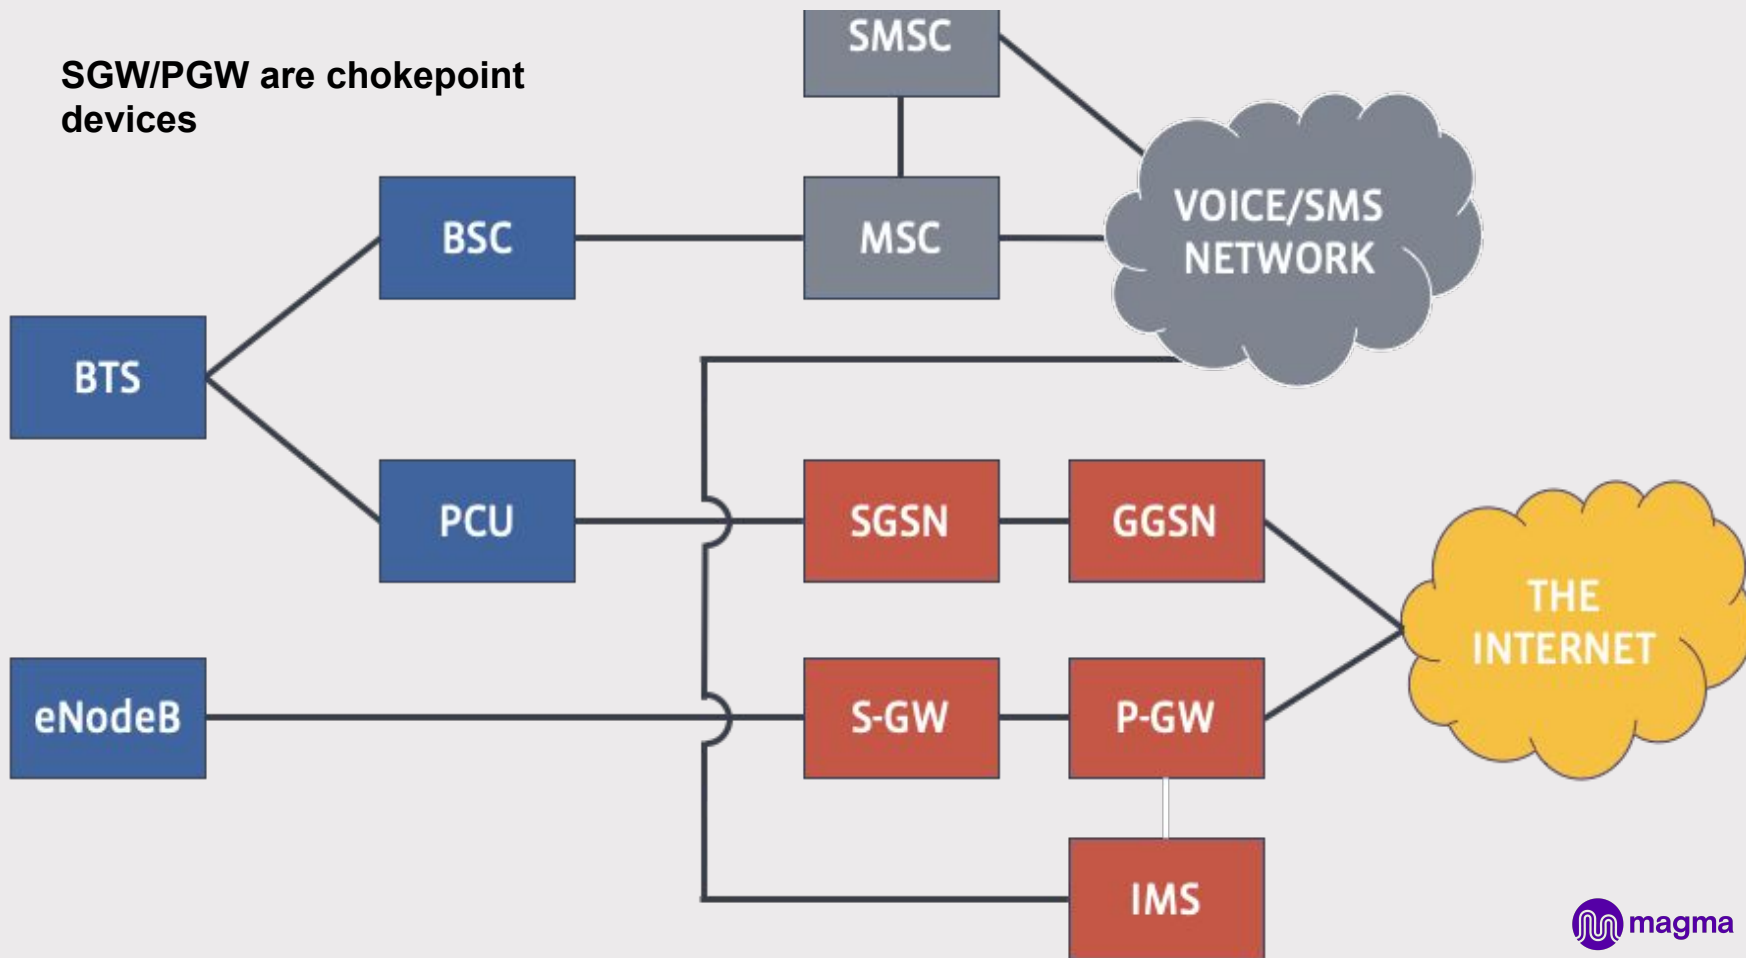 SGW/PGW are chokepoint
devices
SMSC
VOICE/SMS
NETWORK
BSC
MSC
BTS
PCU
SGSN
GGSN
THE
INTERNET
eNodeB
S-GW
P-GW
IMS
magma